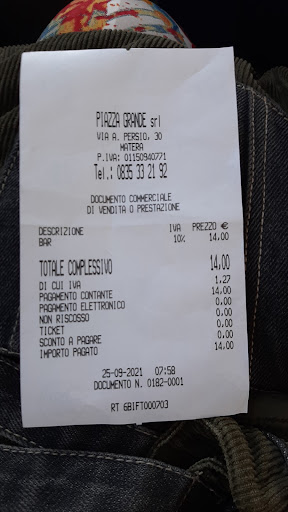 PIAZZA GRANDE srl
VIA A. PERSIO, 30
MATERA
P.IVA: 01150940771
Tel.: 0835 33 21 92
DOCUMENTO COMMERCIALE
DI VENDITA O PRESTAZIONE
DESCRIZIONE IVA PREZZO €
BAR 10% 14,00
TOTALE COMPLESSIVO 14,00
DI CUI IVA 1,27
PAGAMENTO CONTANTE 14,00
PAGAMENTO ELETTRONICO 0,00
NON RISCOSSO 0,00
TICKET 0,00
SCONTO A PAGARE 0,00
IMPORTO PAGATO 14,00
25-09-2021 07:58
DOCUMENTO N. 0182-0001
RT 6BIFT000703